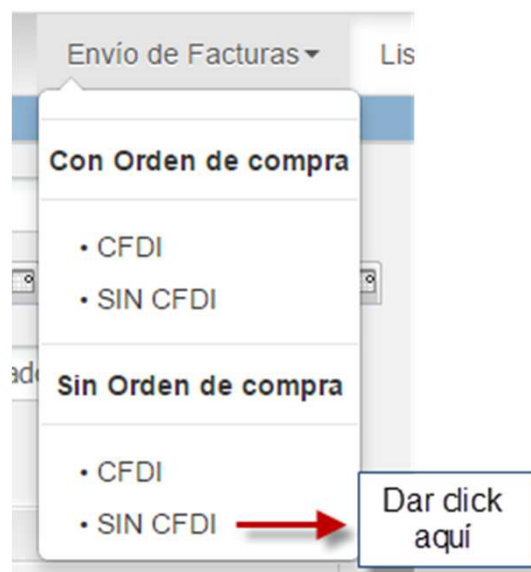 Envío de Facturas Lis
Con Orden de compra
• CFDI
• SIN CFDI
Sin Orden de compra
• CFDI
• SIN CFDI
Dar click
aquí